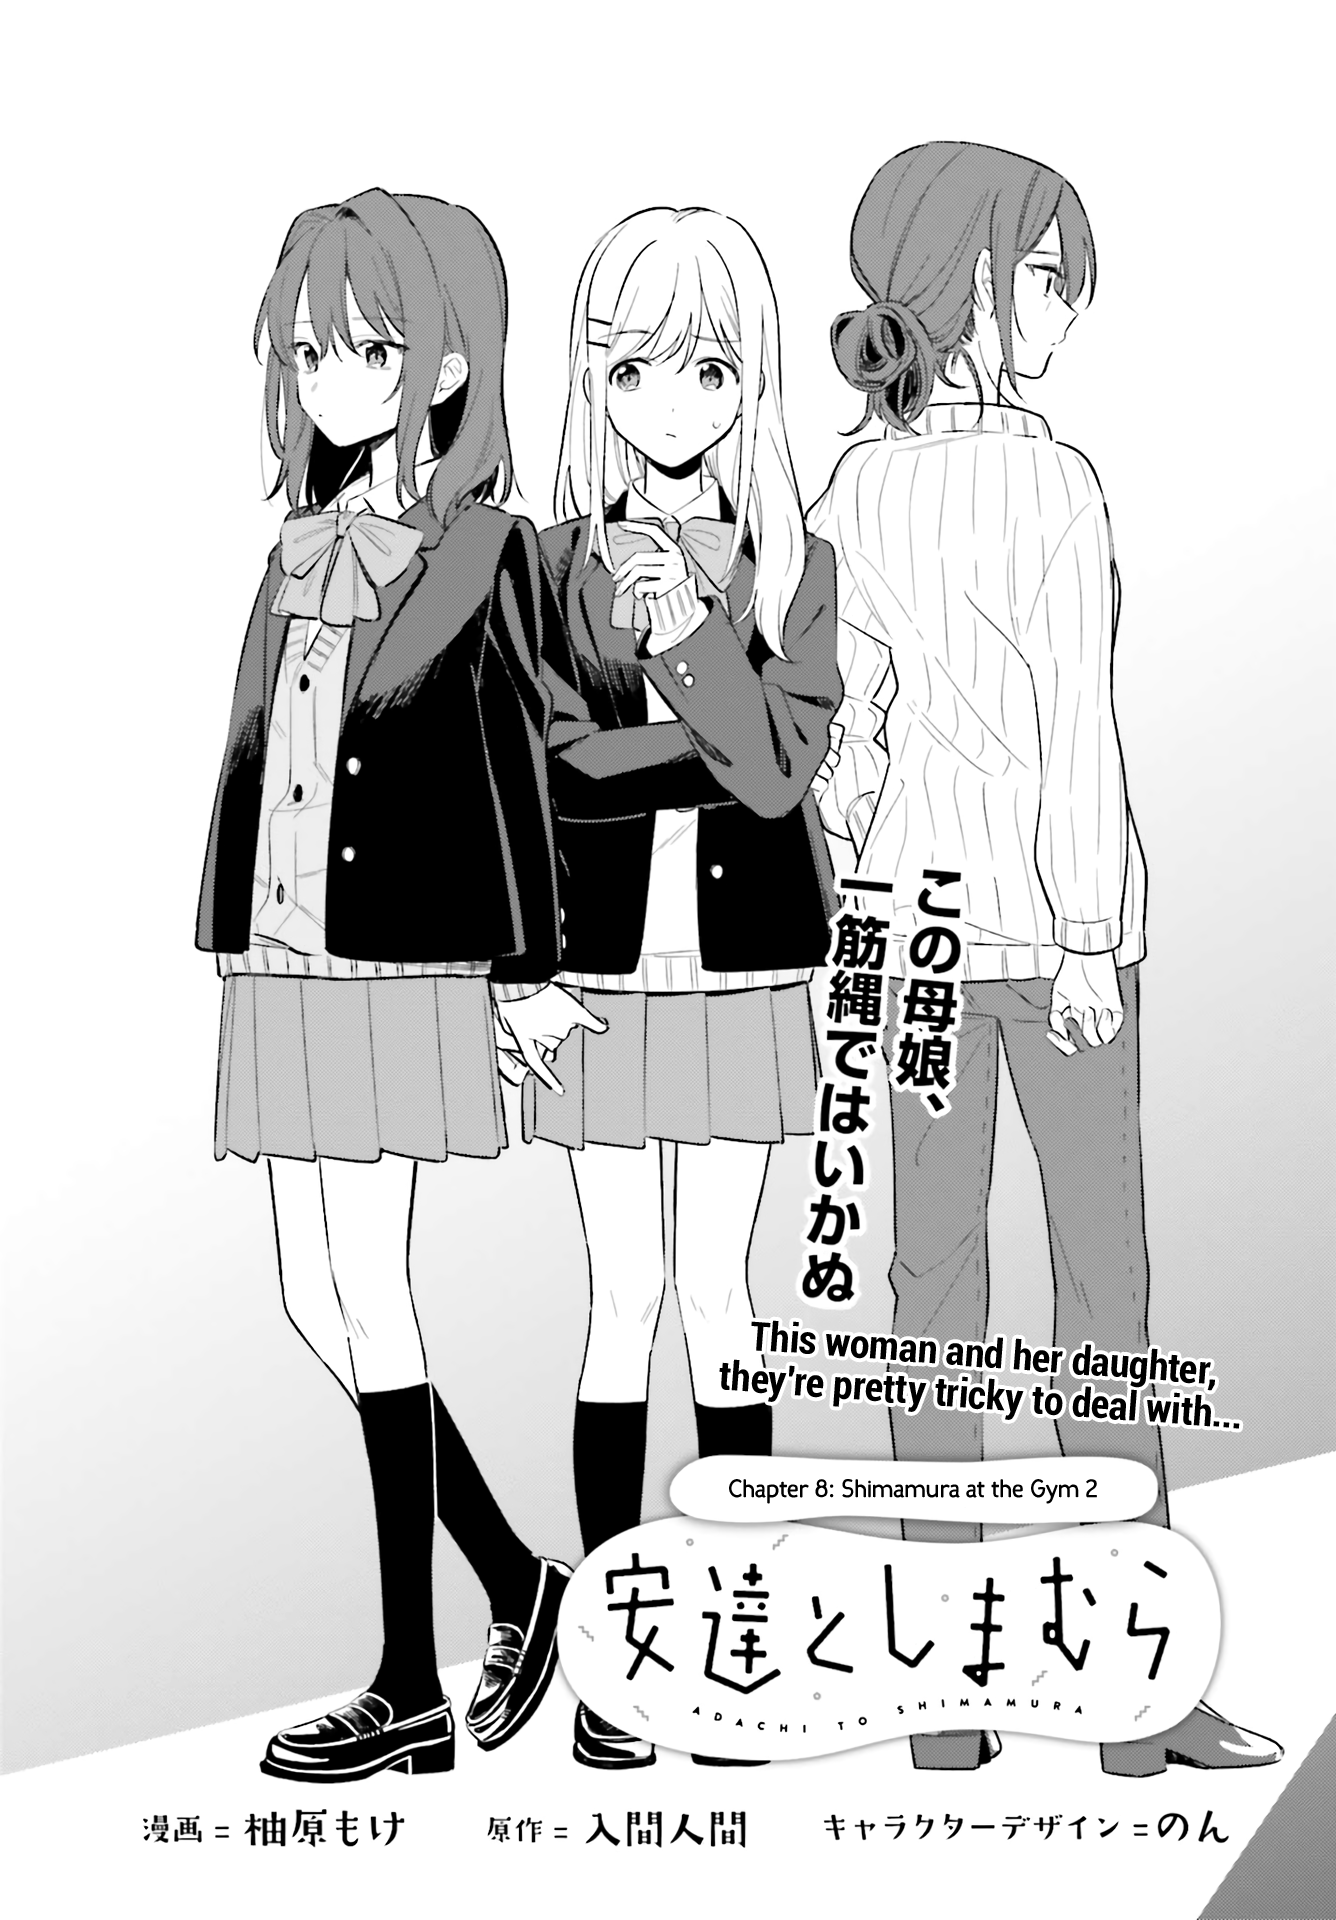 この母娘、
一筋縄ではいかぬ
This woman and her daughter,
they're pretty tricky to deal with...
Chapter 8: Shimamura at the Gym 2
安達としまむら
ADACHI TO SHIMAMURA
漫画=柚原もけ 原作=入間人間 キャラクターデザイン=のん